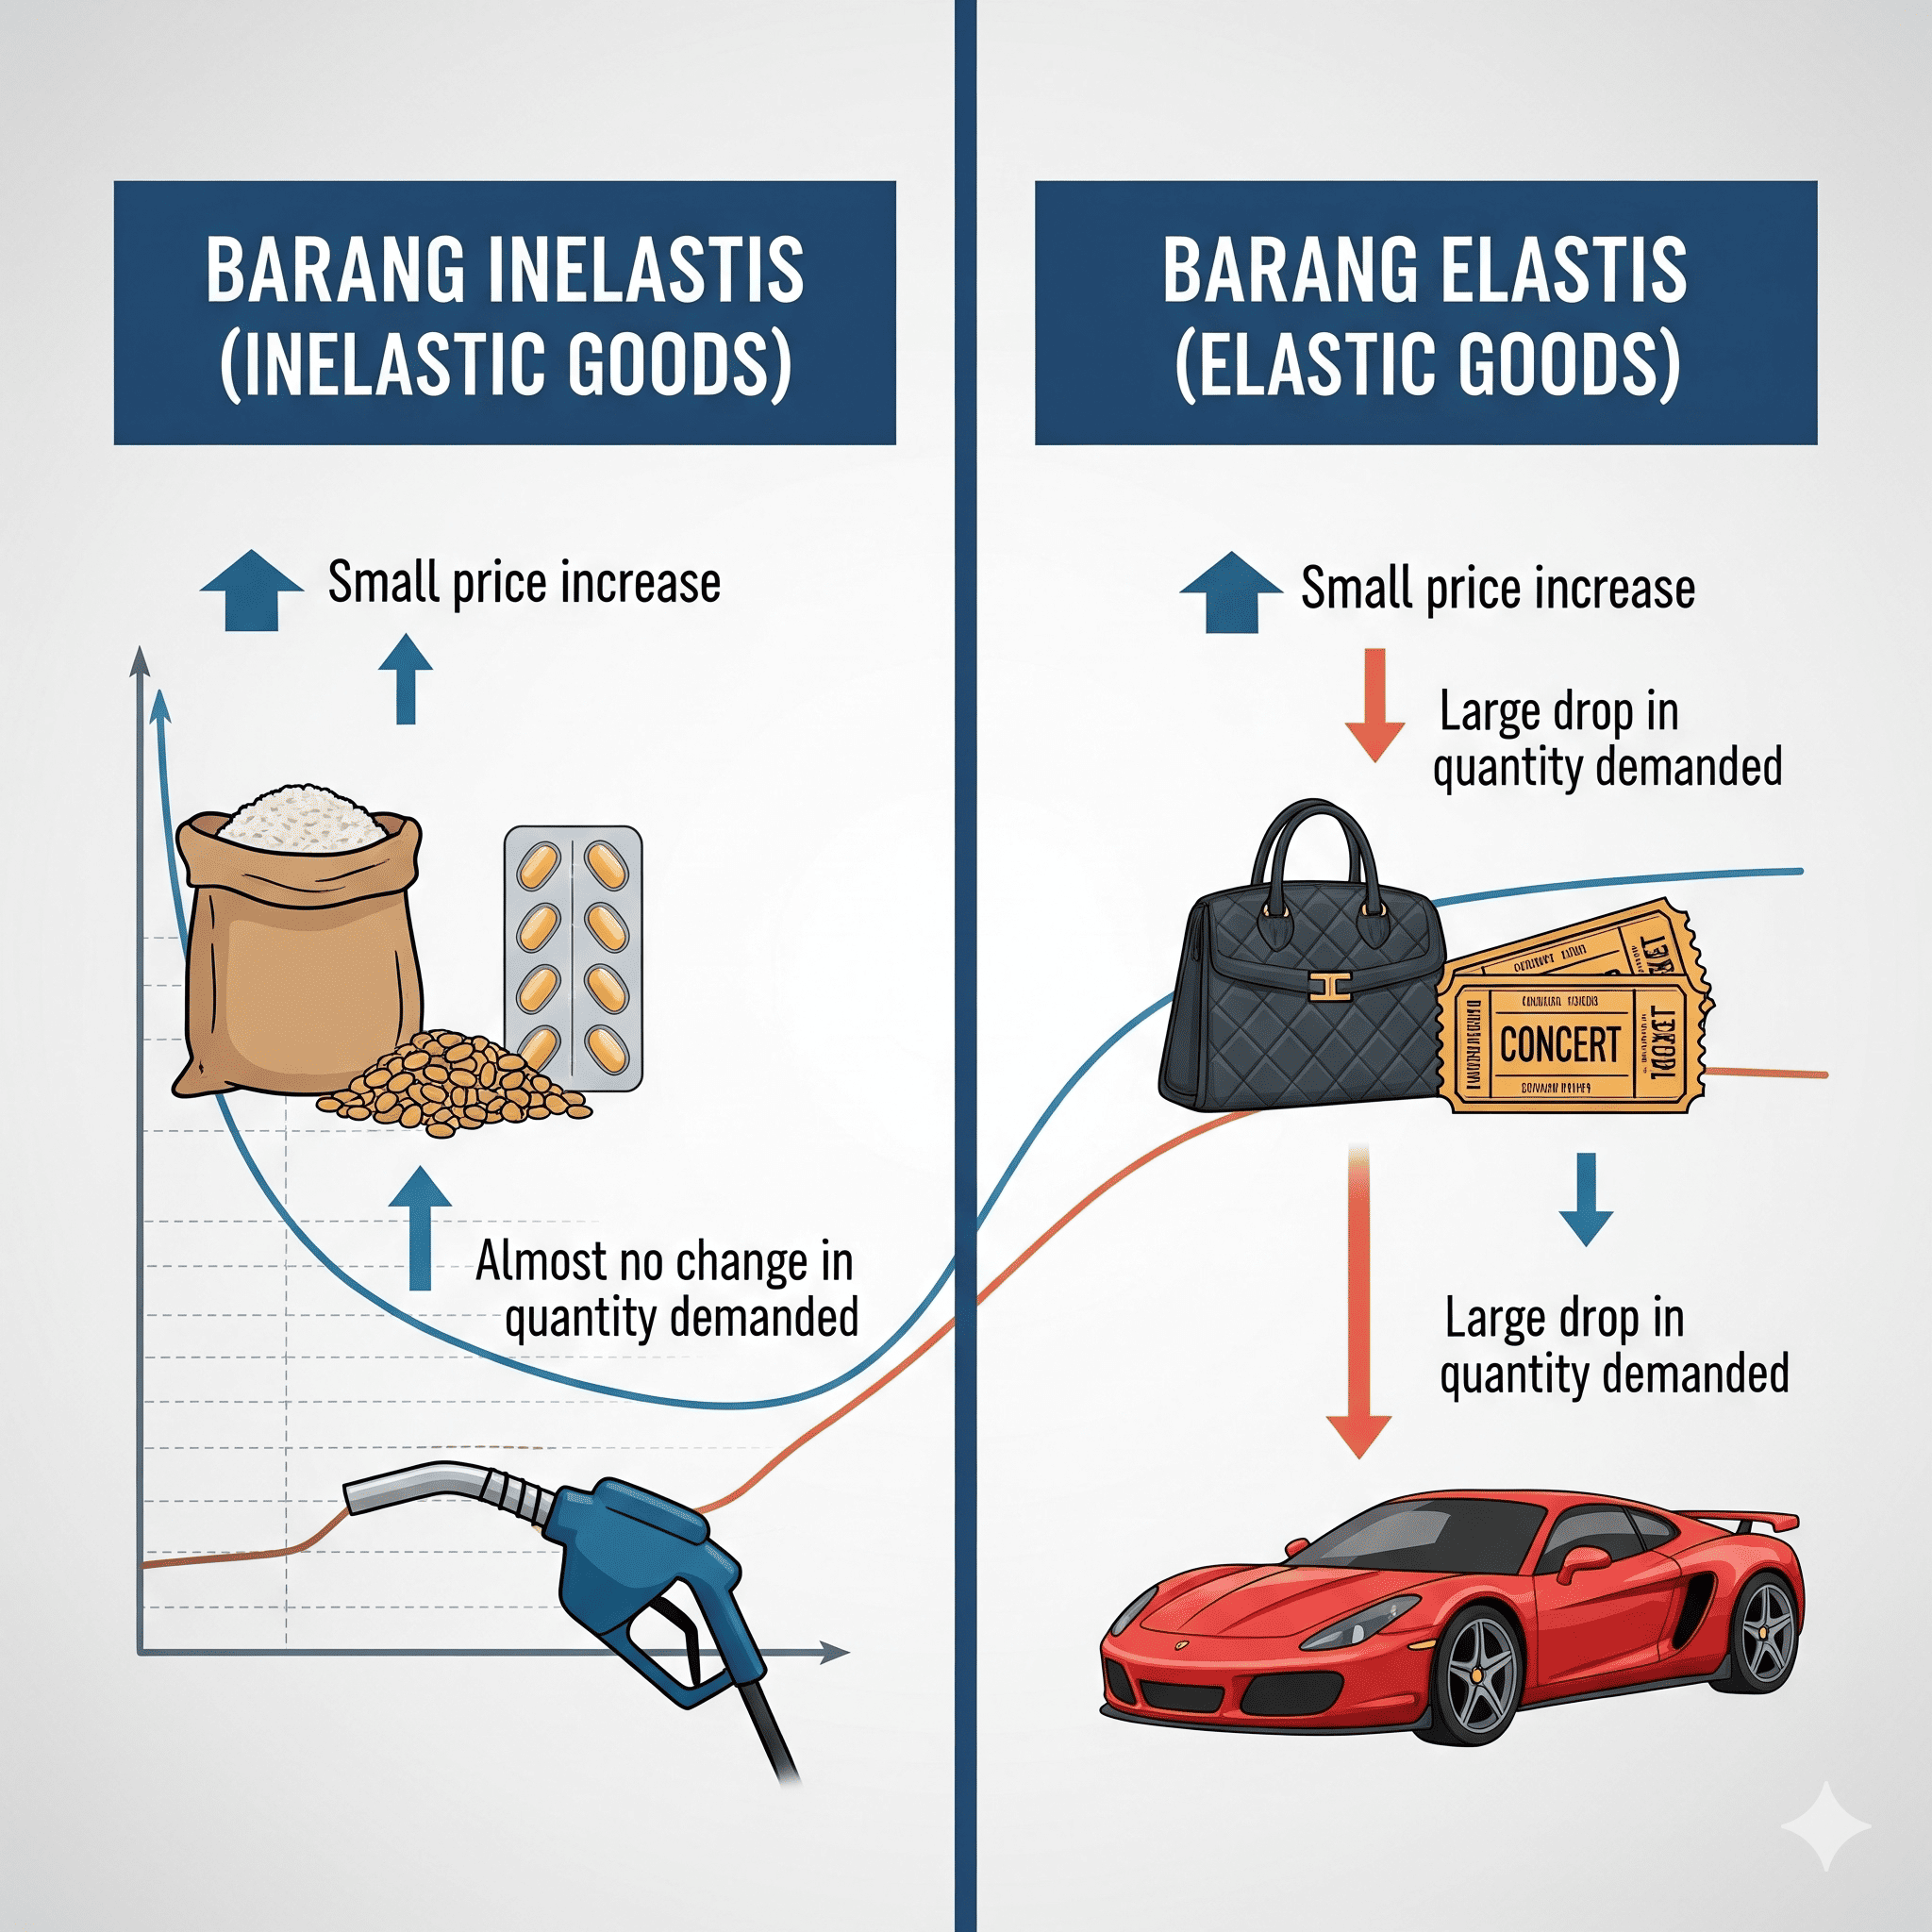 BARANG INELASTIS
(INELASTIC GOODS)
Small price increase
Almost no change in
quantity demanded
BARANG ELASTIS
(ELASTIC GOODS)
Small price increase
Large drop in
quantity demanded
CONCERT
Large drop in
quantity demanded